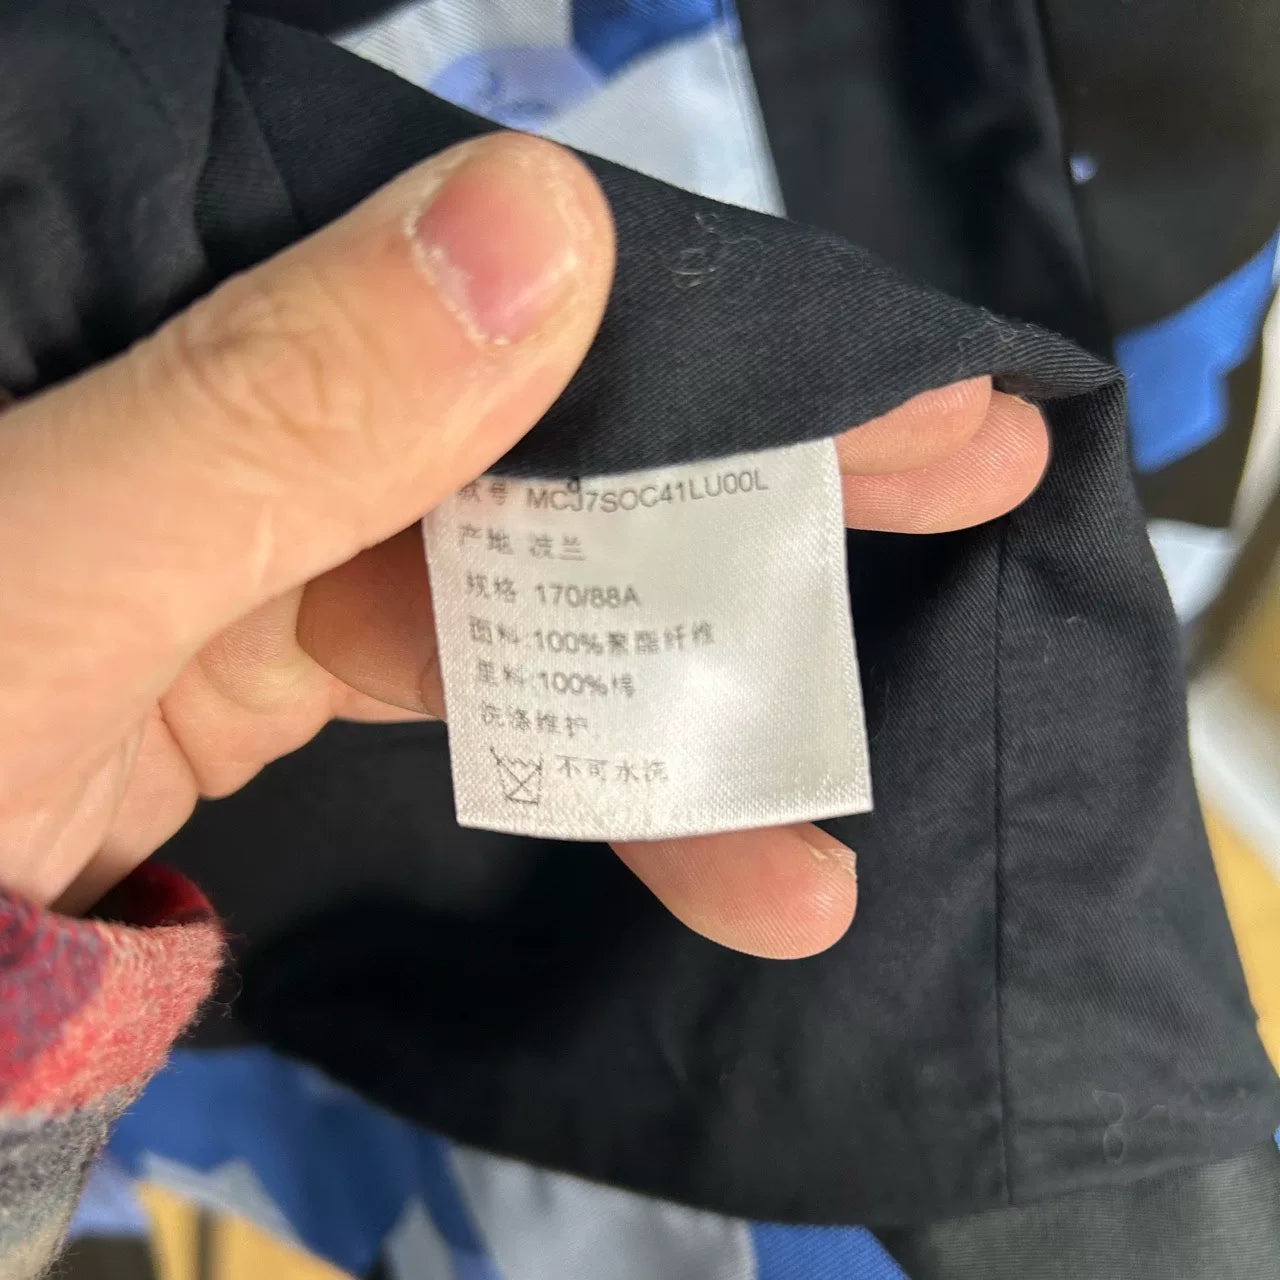 款号 MCJ7SOC41LU00L
产地 波兰
规格 170/88A
面料:100%聚酯纤维
里料:100%棉
洗涤维护
不可水洗